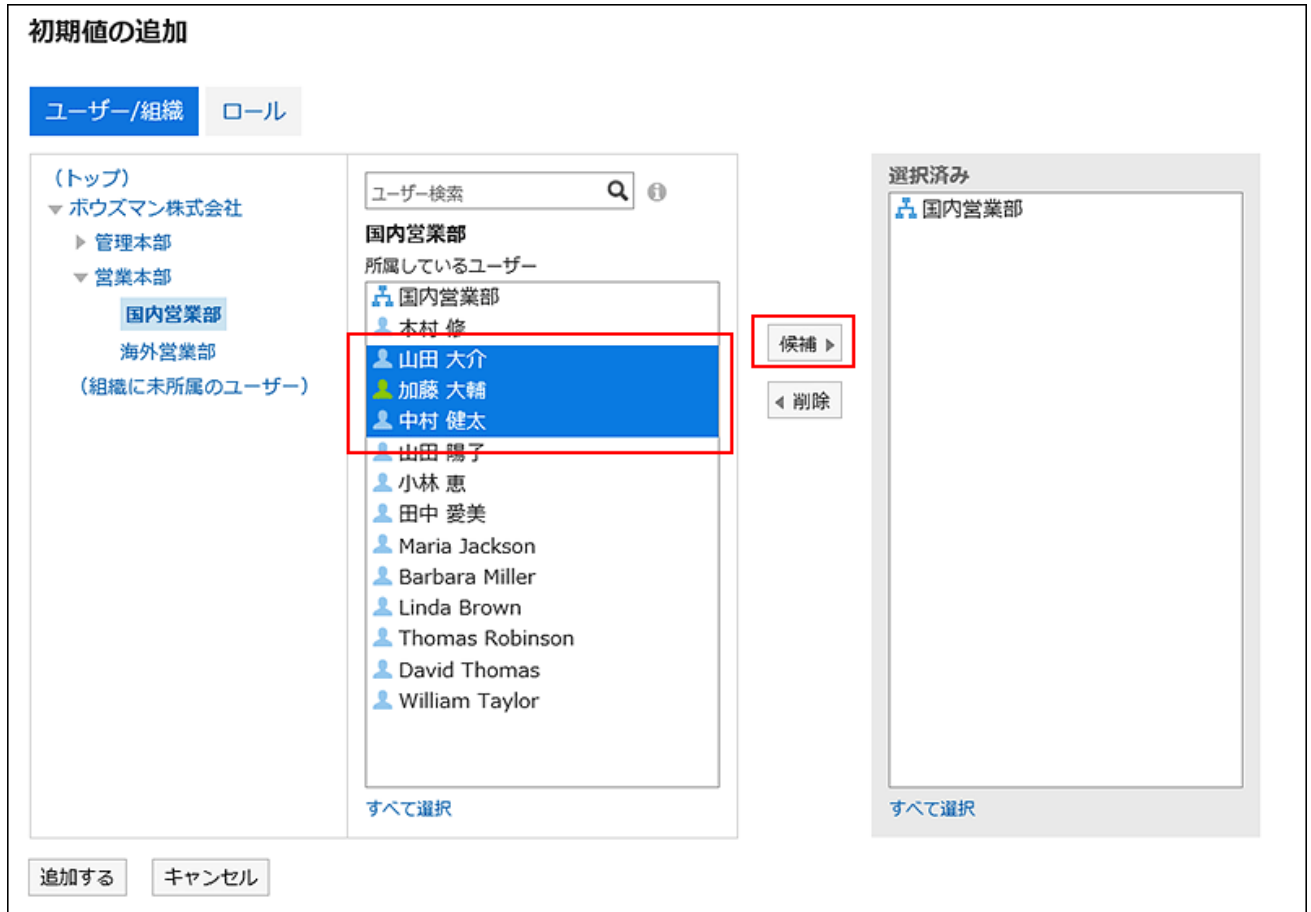 初期値の追加
ユーザー/組織
ロール
（トップ）
ボウズマン株式会社
管理本部
営業本部
国内営業部
海外営業部
（組織に未所属のユーザー）
ユーザー検索
国内営業部
所属しているユーザー
国内営業部
本村 修
山田 大介
加藤 大輔
中村 健太
山田 陽子
小林 恵
田中 愛美
Maria Jackson
Barbara Miller
Linda Brown
Thomas Robinson
David Thomas
William Taylor
すべて選択
候補
削除
選択済み
国内営業部
すべて選択
追加する
キャンセル